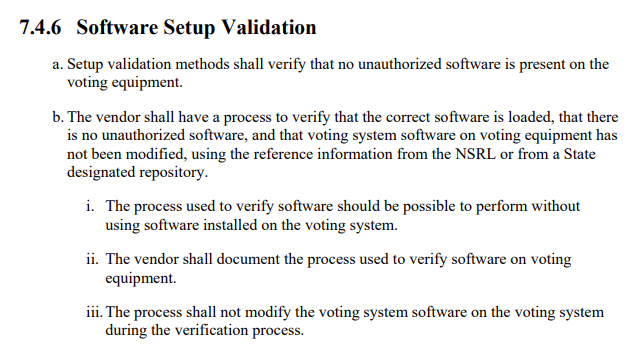 7.4.6 Software Setup Validation
a. Setup validation methods shall verify that no unauthorized software is present on the
voting equipment.
b. The vendor shall have a process to verify that the correct software is loaded, that there
is no unauthorized software, and that voting system software on voting equipment has
not been modified, using the reference information from the NSRL or from a State
designated repository.
i. The process used to verify software should be possible to perform without
using software installed on the voting system.
ii. The vendor shall document the process used to verify software on voting
equipment.
iii. The process shall not modify the voting system software on the voting system
during the verification process.